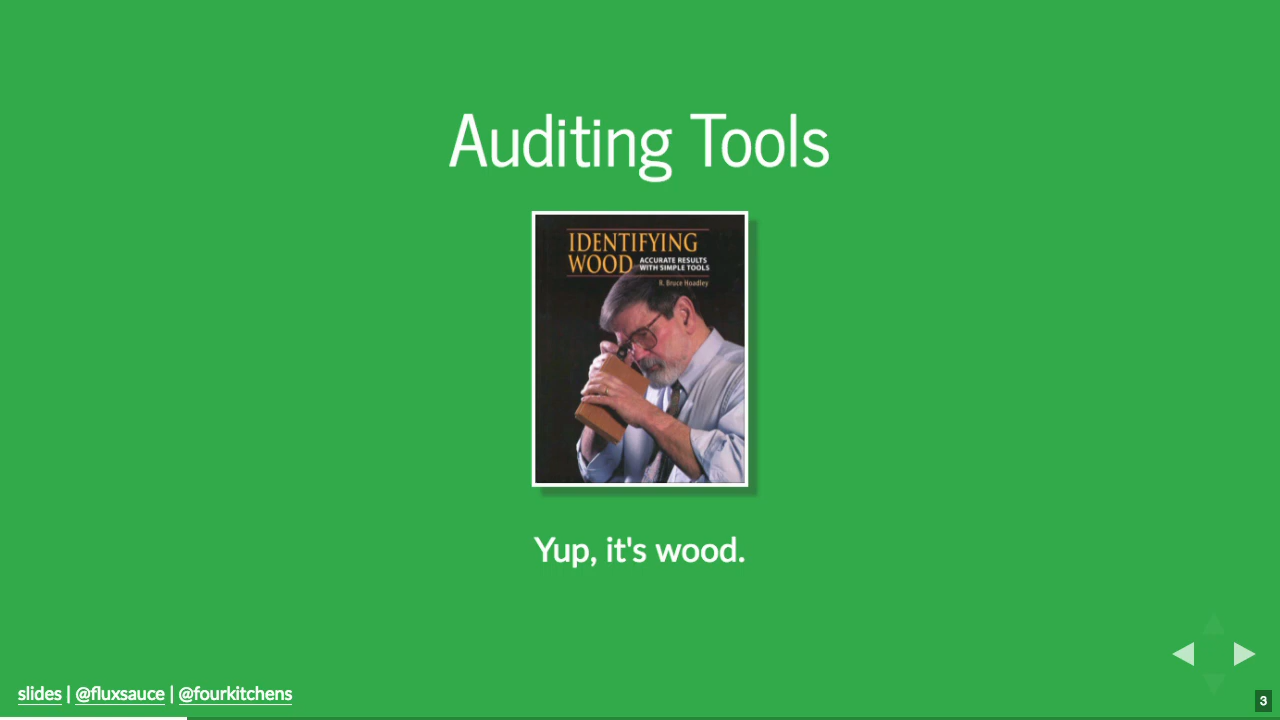 Auditing Tools
IDENTIFYING
WOOD ACCURATE RESULTS
WITH SIMPLE TOOLS
R. Bruce Hoadley
Yup, it's wood.
slides | @fluxsauce | @fourkitchens
3